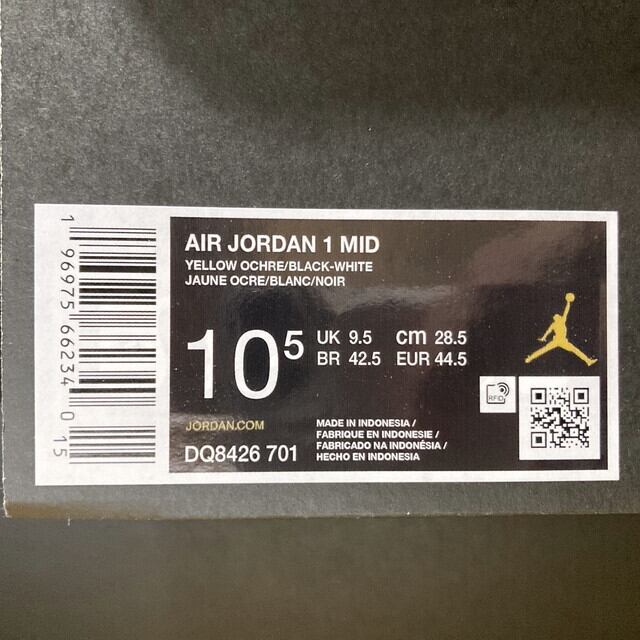 AIR JORDAN 1 MID
YELLOW OCHRE/BLACK-WHITE
JAUNE OCRE/BLANC/NOIR
10⁵
UK 9.5 cm 28.5
BR 42.5 EUR 44.5
RFID
JORDAN.COM
DQ8426 701
MADE IN INDONESIA /
FABRIQUE EN INDONESIE /
FABRICADO NA INDONÉSIA /
HECHO EN INDONESIA
1 96975 66234 0 15